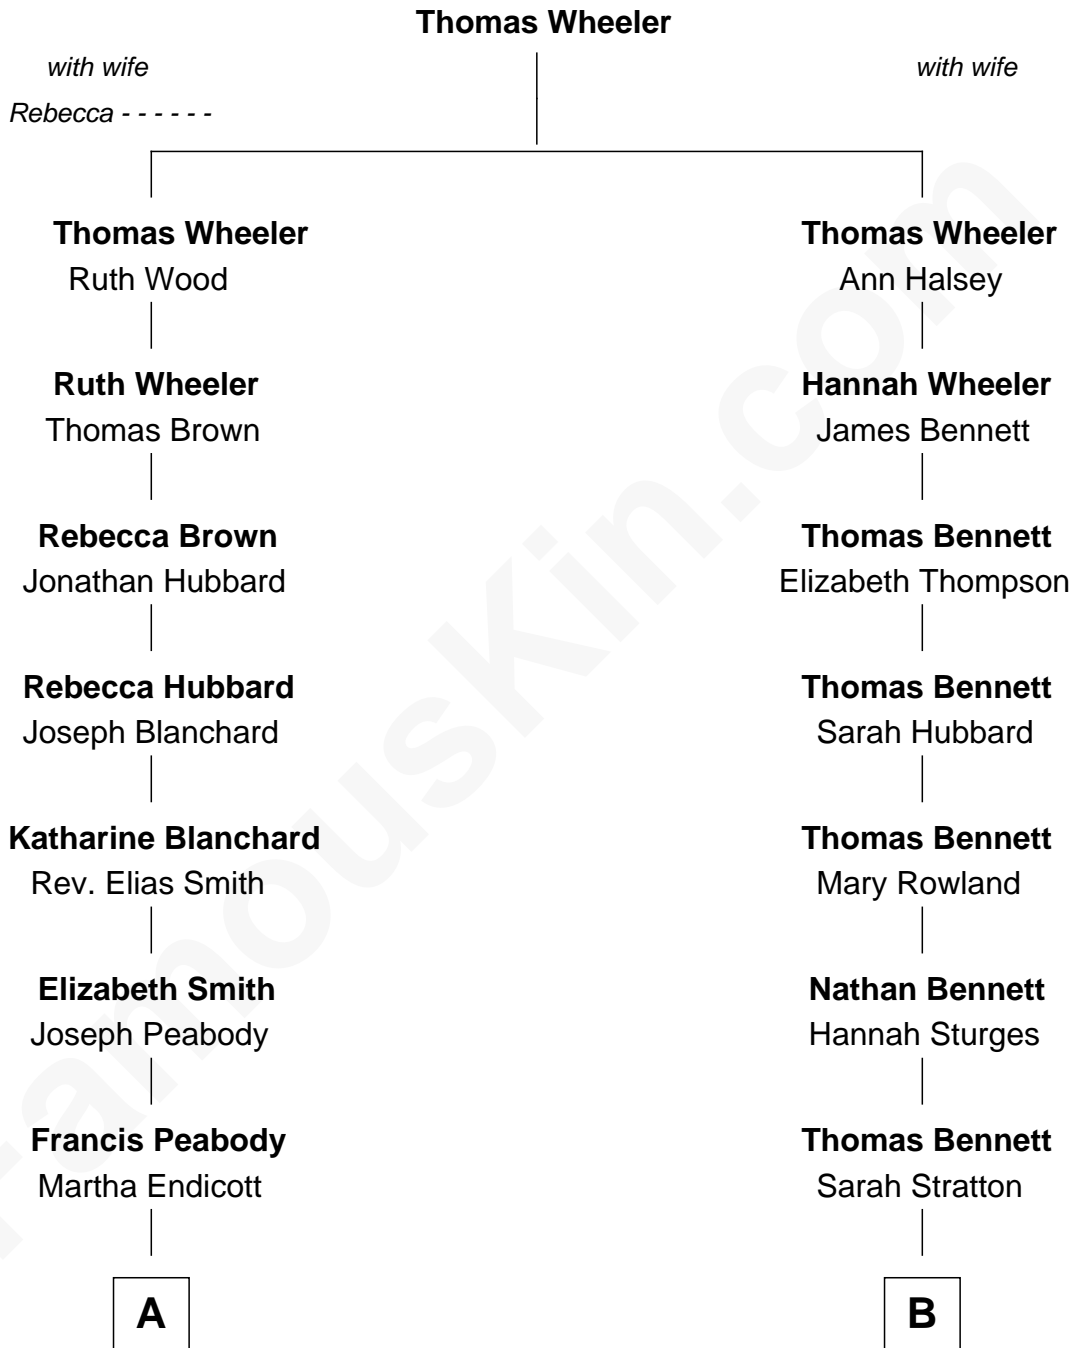 Thomas Wheeler
with wife
with wife
Rebecca - - - - - -
Thomas Wheeler
Ruth Wood
Thomas Wheeler
Ann Halsey
Ruth Wheeler
Thomas Brown
Hannah Wheeler
James Bennett
Rebecca Brown
Jonathan Hubbard
Thomas Bennett
Elizabeth Thompson
Rebecca Hubbard
Joseph Blanchard
Thomas Bennett
Sarah Hubbard
Katharine Blanchard
Rev. Elias Smith
Thomas Bennett
Mary Rowland
Elizabeth Smith
Joseph Peabody
Nathan Bennett
Hannah Sturges
Francis Peabody
Martha Endicott
Thomas Bennett
Sarah Stratton
A
B
FamousKin.com